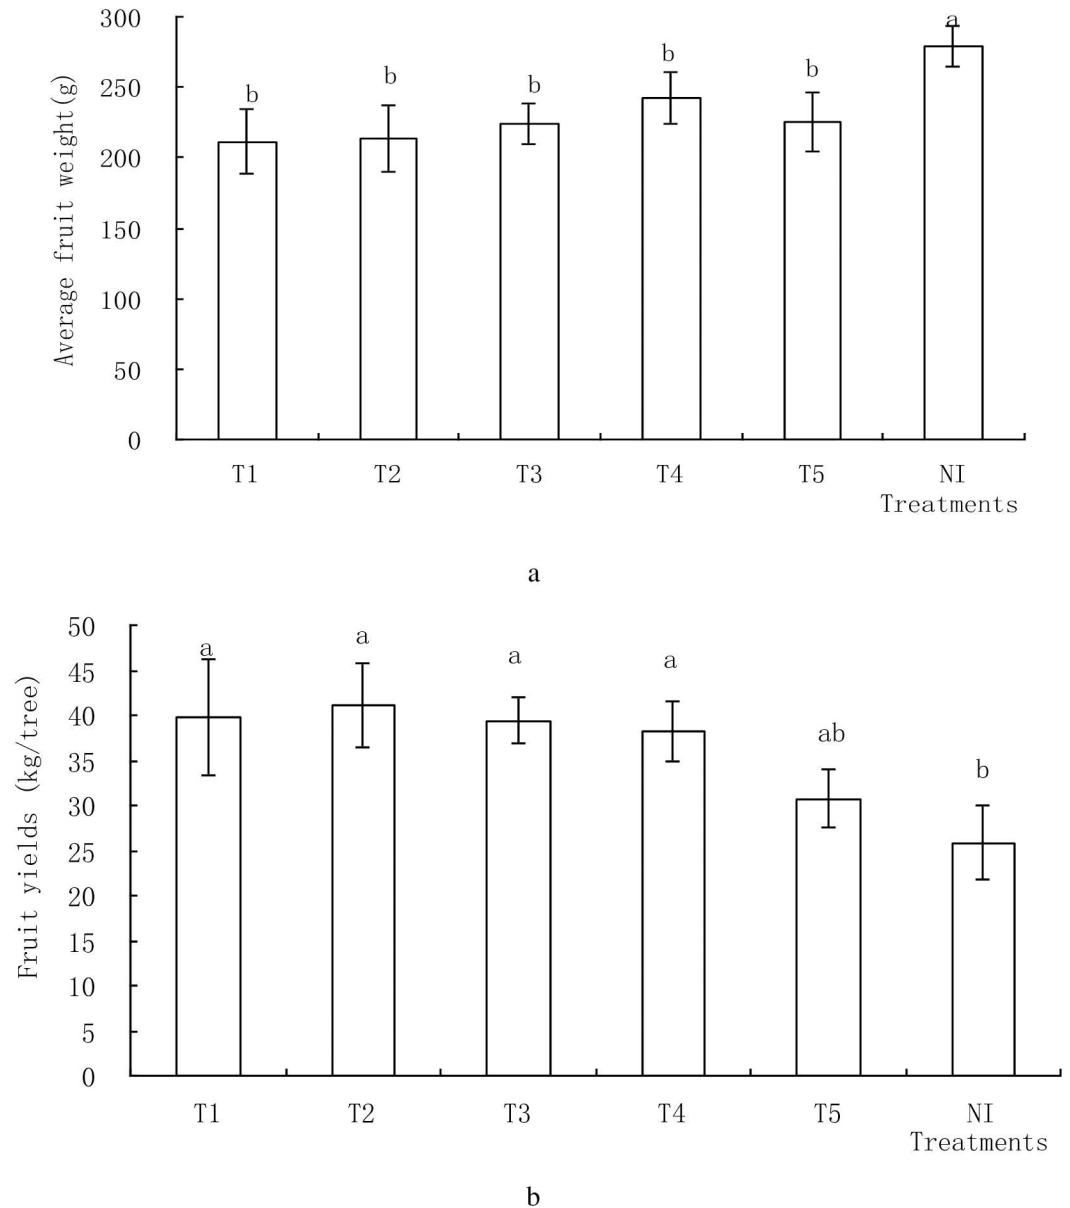 300
250
200
150
100
50
0
Average fruit weight(g)
b
b
b
b
b
a
T1 T2 T3 T4 T5 NI
Treatments
a
50
45
40
35
30
25
20
15
10
5
0
Fruit yields (kg/tree)
a
a
a
a
ab
b
T1 T2 T3 T4 T5 NI
Treatments
b